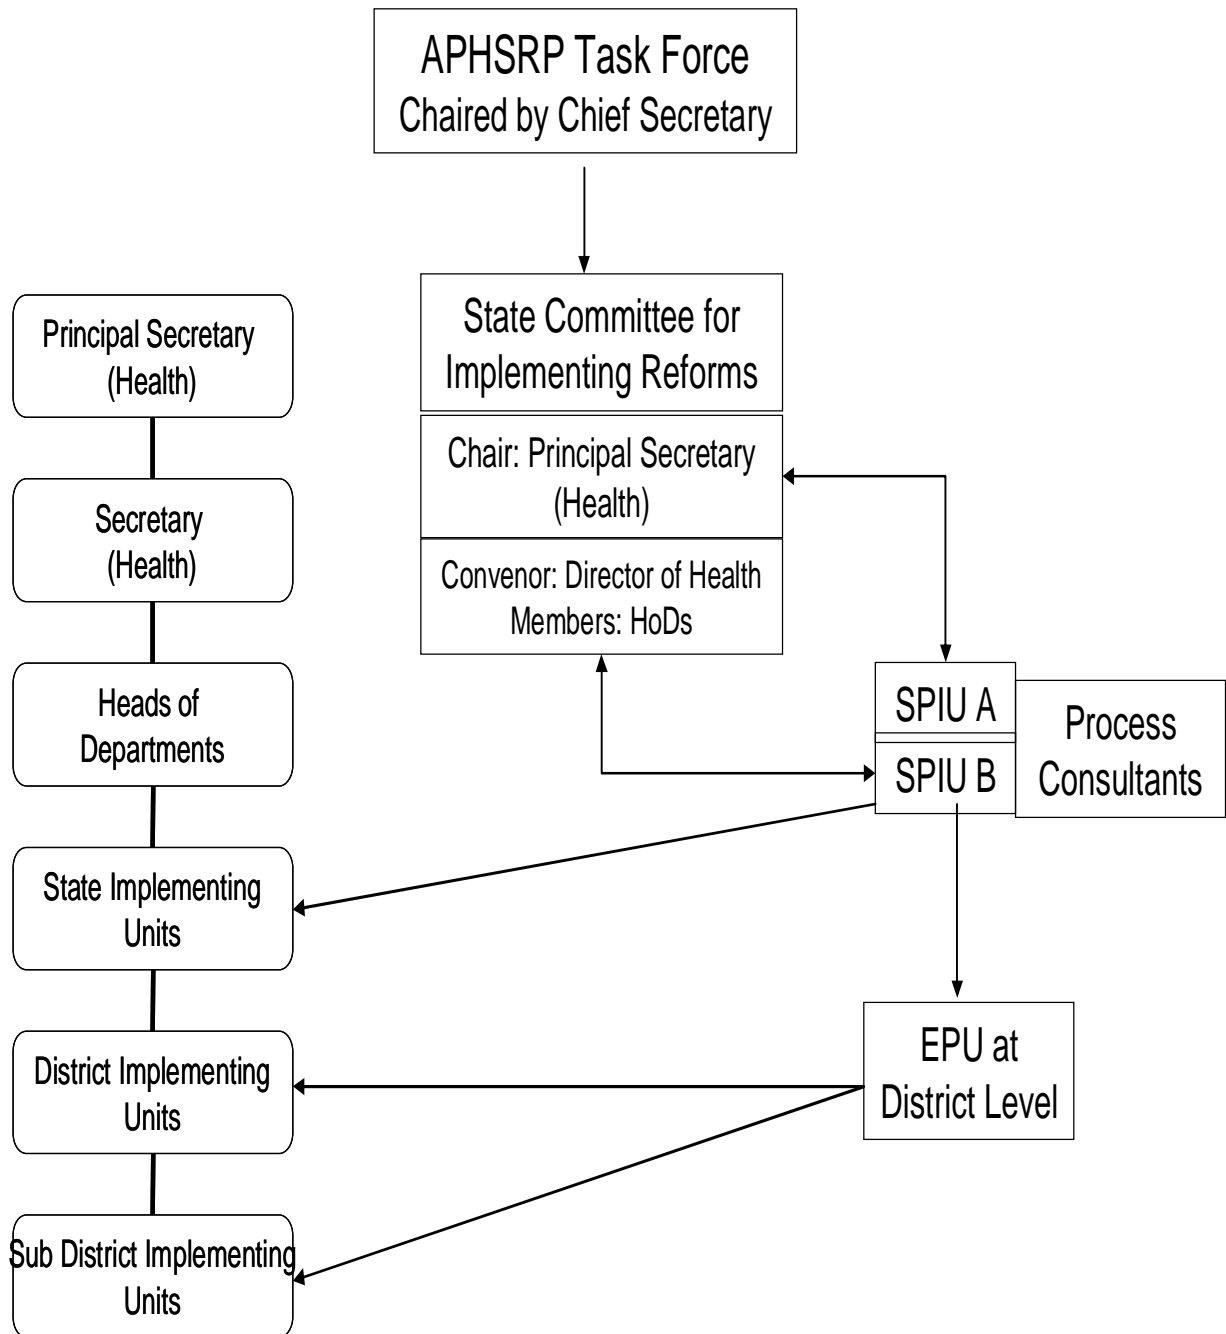 APHSRP Task Force
Chaired by Chief Secretary
State Committee for
Implementing Reforms
Chair: Principal Secretary
(Health)
Convenor: Director of Health
Members: HoDs
Principal Secretary
(Health)
Secretary
(Health)
Heads of
Departments
State Implementing
Units
District Implementing
Units
Sub District Implementing
Units
SPIU A
SPIU B
Process
Consultants
EPU at
District Level